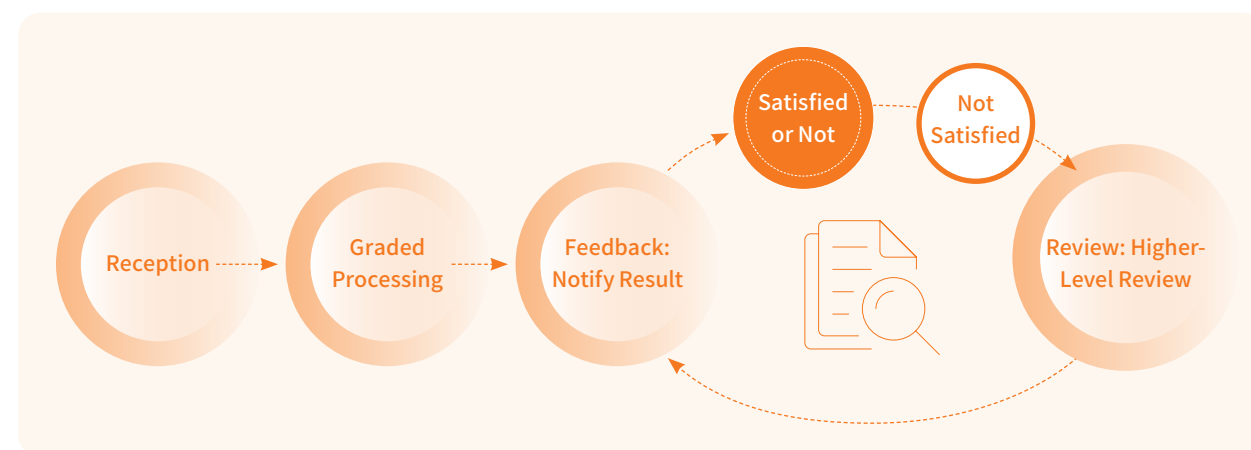 Reception
Graded
Processing
Feedback:
Notify Result
Satisfied
or Not
Not
Satisfied
Review: Higher-
Level Review